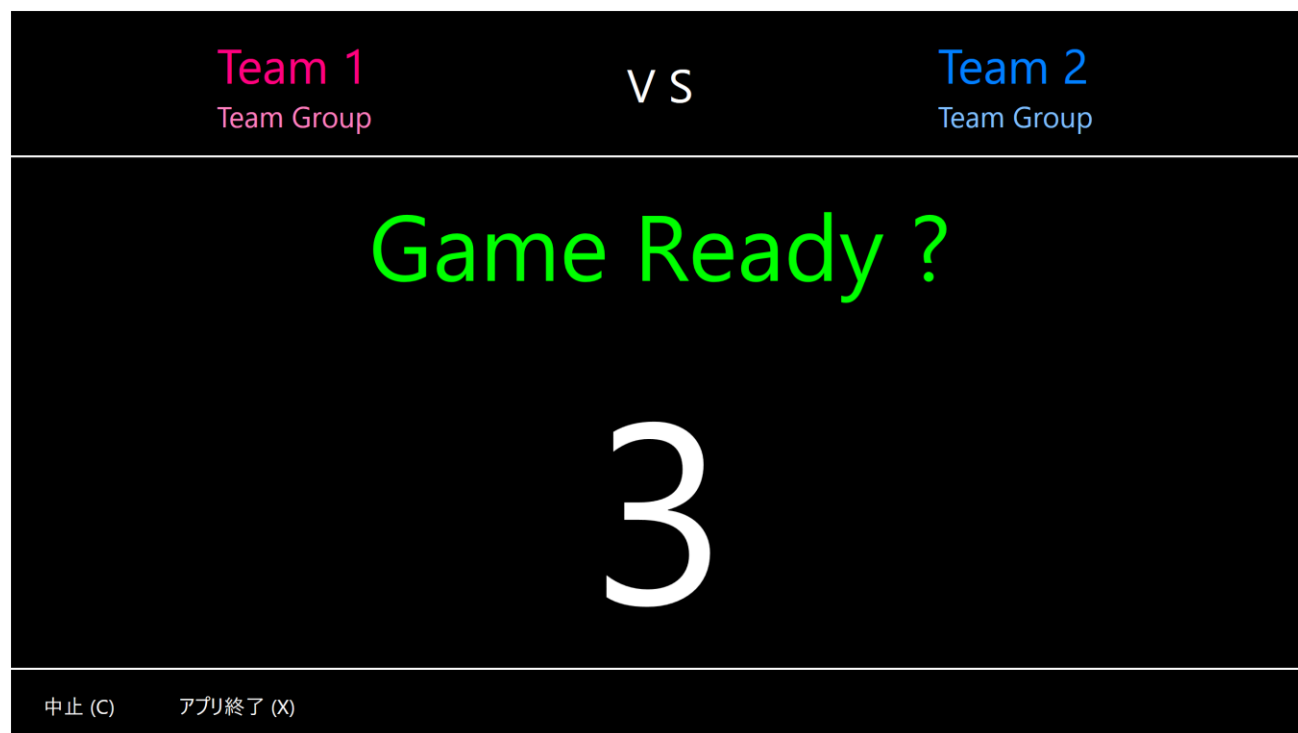 Team 1
Team Group
V S
Team 2
Team Group
Game Ready ?
3
中止 (C)
アプリ終了 (X)